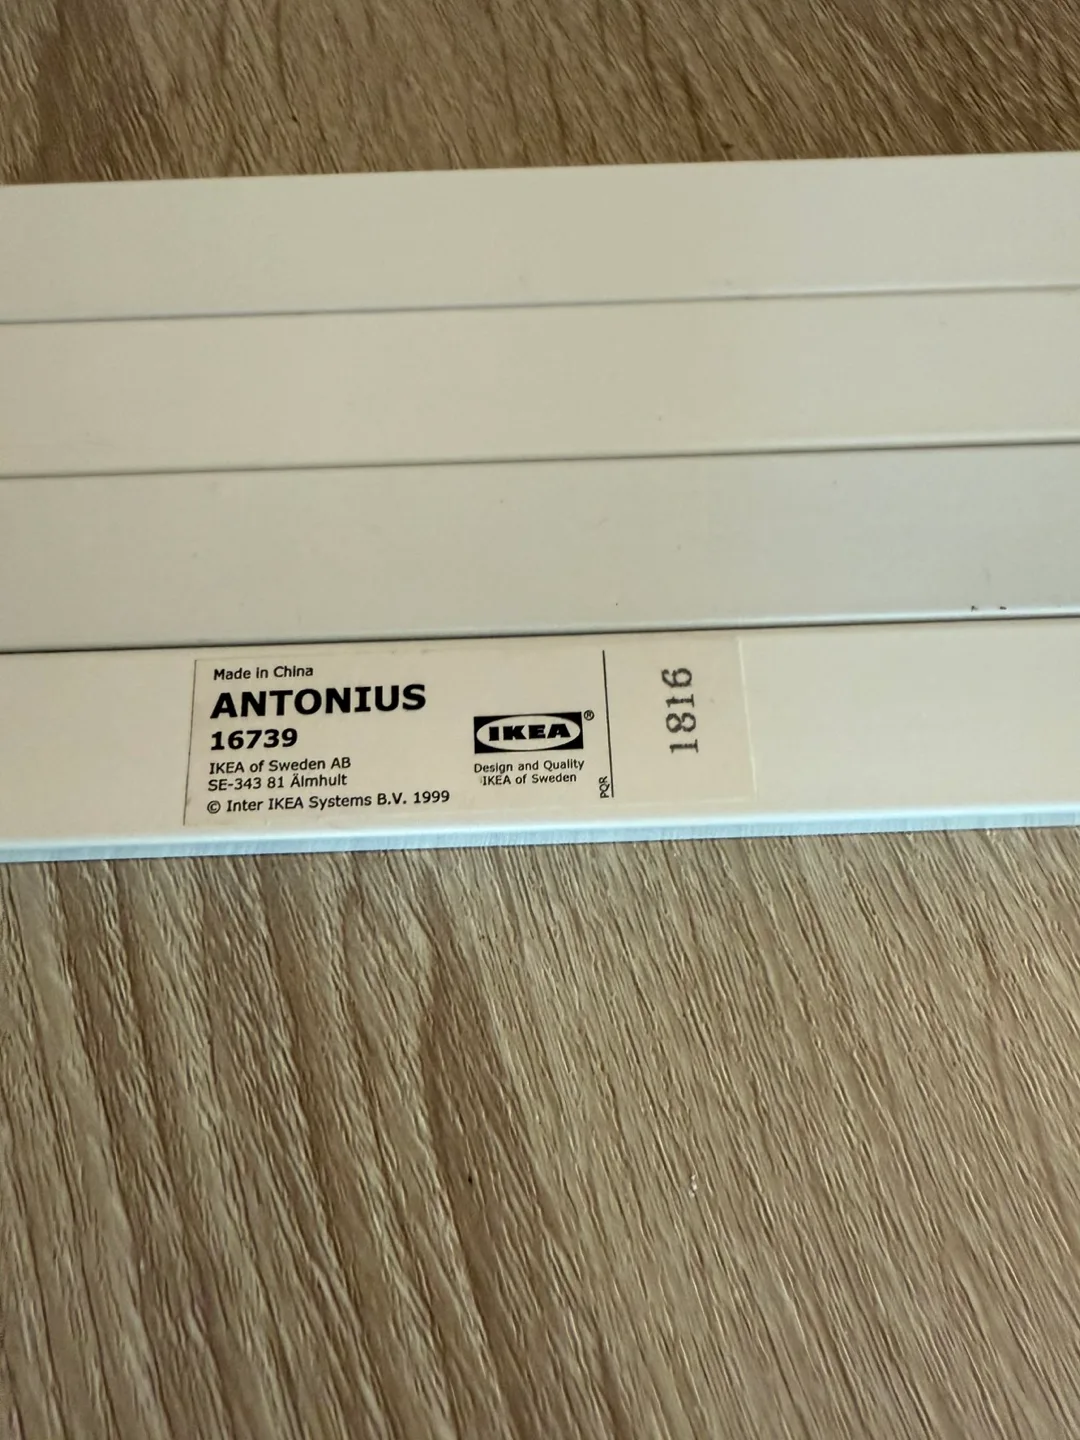 Made in China
ANTONIUS
16739
IKEA of Sweden AB
SE-343 81 Älmhult
© Inter IKEA Systems B.V. 1999
IKEA®
Design and Quality
IKEA of Sweden
PQR
1816